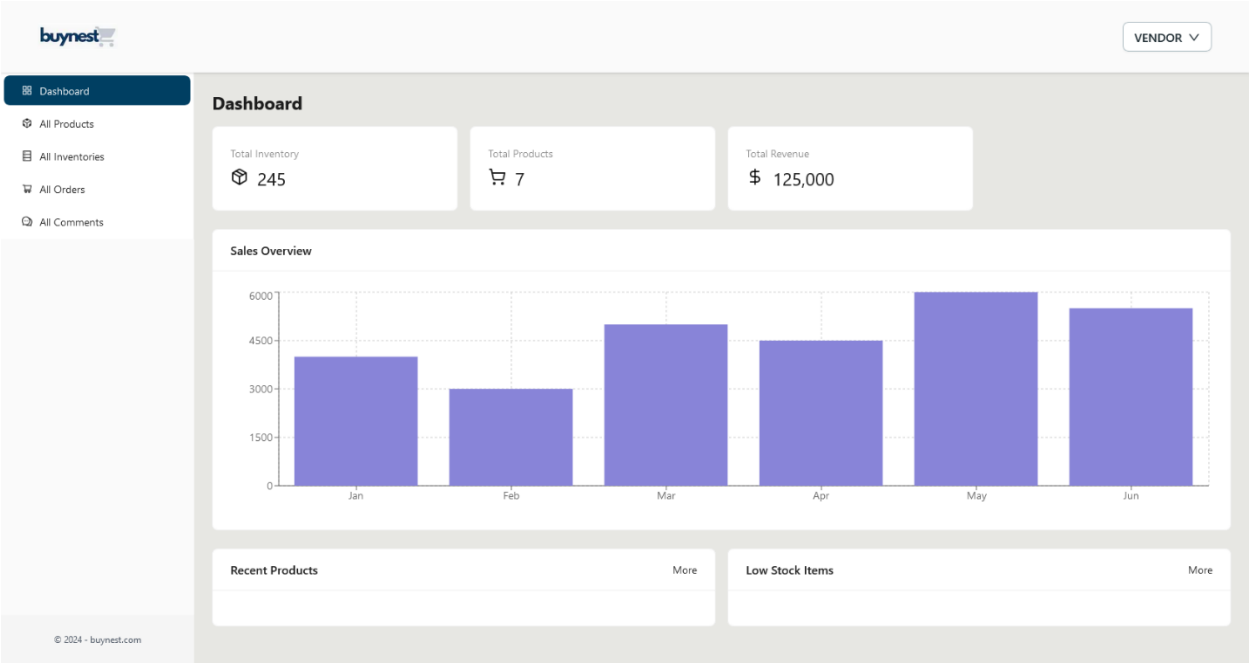 buynest
VENDOR
Dashboard
All Products
All Inventories
All Orders
All Comments
© 2024 - buynest.com
Dashboard
Total Inventory
245
Total Products
7
Total Revenue
$ 125,000
Sales Overview
6000
4500
3000
1500
0
Jan Feb Mar Apr May Jun
Recent Products More
Low Stock Items More